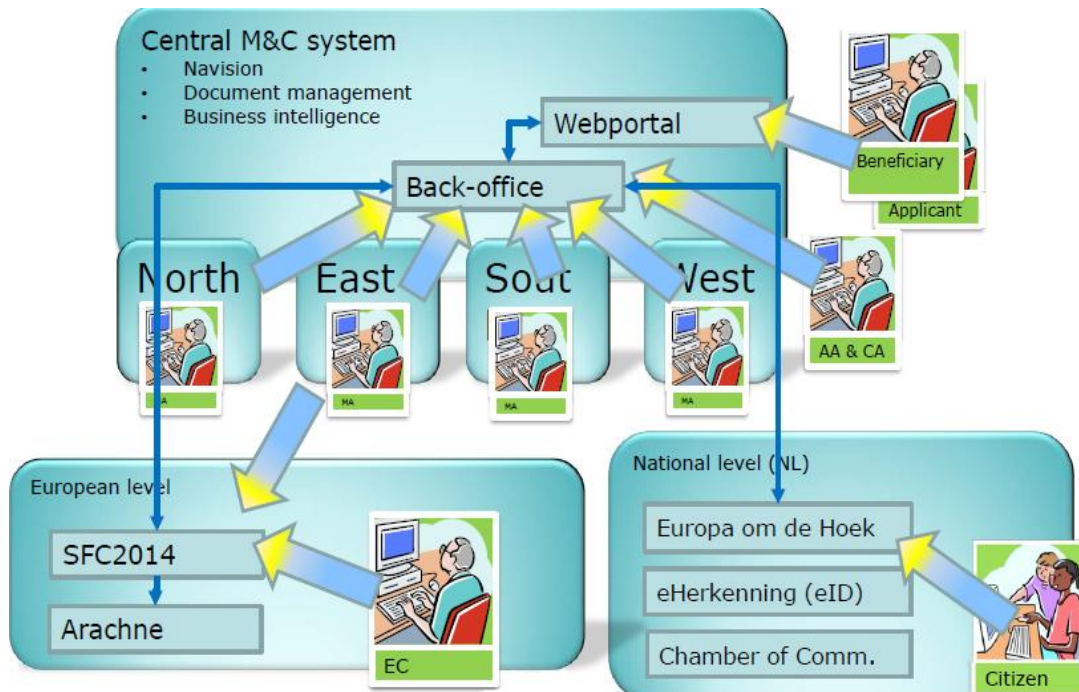 Central M&C system
• Navision
• Document management
• Business intelligence
Webportal
Back-office
Beneficiary
Applicant
North
East
Sout
West
AA & CA
MA
MA
MA
MA
European level
SFC2014
Arachne
EC
National level (NL)
Europa om de Hoek
eHerkenning (eID)
Chamber of Comm.
Citizen